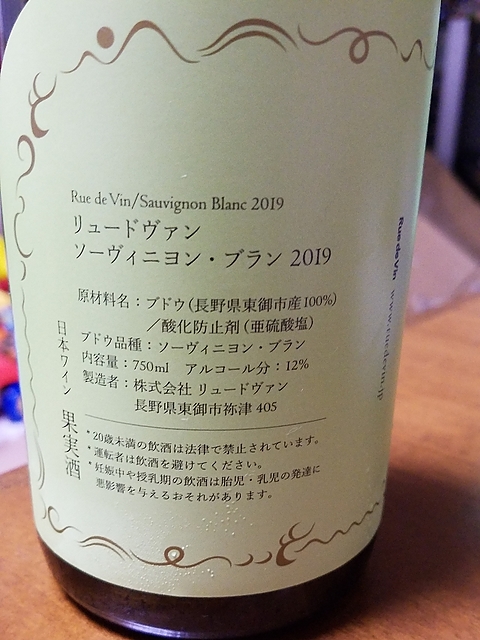 Rue de Vin/Sauvignon Blanc 2019
リュードヴァン
ソーヴィニヨン・ブラン 2019
原材料名：ブドウ（長野県東御市産100%）
／酸化防止剤（亜硫酸塩）
ブドウ品種：ソーヴィニヨン・ブラン
内容量：750ml アルコール分：12%
製造者：株式会社 リュードヴァン
長野県東御市祢津 405
日本ワイン 果実酒
*20歳未満の飲酒は法律で禁止されています。
*運転者は飲酒を避けてください。
*妊娠中や授乳期の飲酒は胎児・乳児の発達に
悪影響を与えるおそれがあります。
Rue de Vin